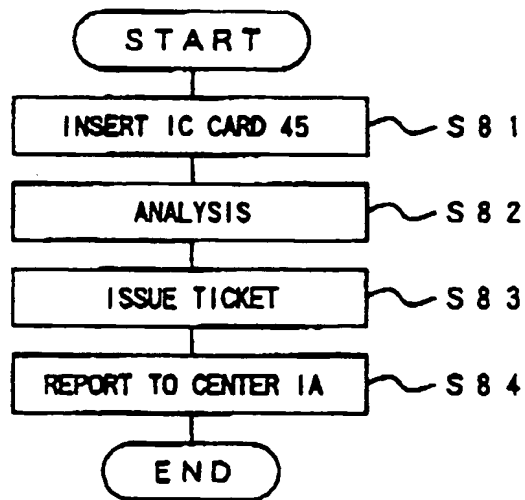 START
INSERT IC CARD 45
S81
ANALYSIS
S82
ISSUE TICKET
S83
REPORT TO CENTER 1A
S84
END